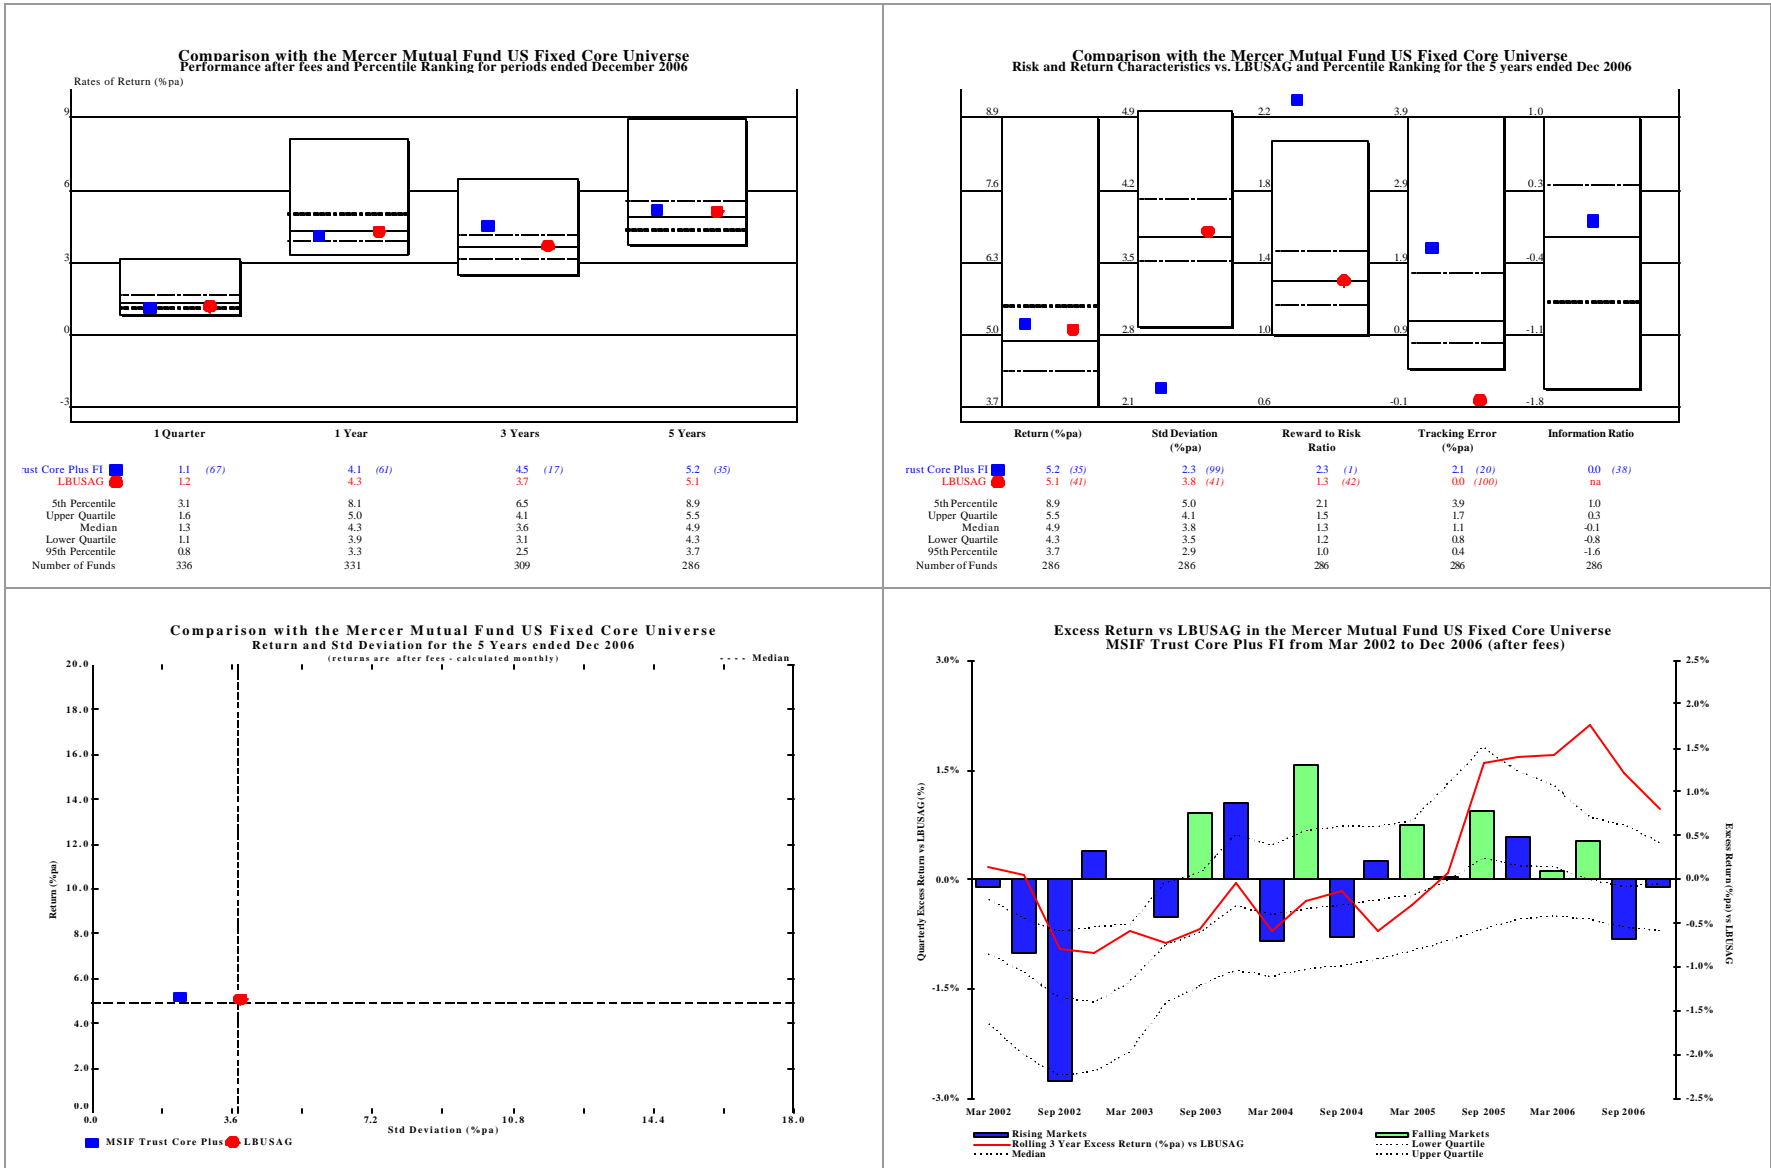 Comparison with the Mercer Mutual Fund US Fixed Core Universe
Performance after fees and Percentile Ranking for periods ended December 2006
Rates of Return (%pa)
9
6
3
0
-3
1 Quarter 1 Year 3 Years 5 Years
rust Core Plus FI 1.1 (67) 4.1 (61) 4.5 (17) 5.2 (35)
LBUSAG 1.2 4.3 3.7 5.1
5th Percentile 3.1 8.1 6.5 8.9
Upper Quartile 1.6 5.0 4.1 5.5
Median 1.3 4.3 3.6 4.9
Lower Quartile 1.1 3.9 3.1 4.3
95th Percentile 0.8 3.3 2.5 3.7
Number of Funds 336 331 309 286
Comparison with the Mercer Mutual Fund US Fixed Core Universe
Risk and Return Characteristics vs. LBUSAG and Percentile Ranking for the 5 years ended Dec 2006
8.9 4.9 2.2 3.9 1.0
7.6 4.2 1.8 2.9 0.3
6.3 3.5 1.4 1.9 -0.4
5.0 2.8 1.0 0.9 -1.1
3.7 2.1 0.6 -0.1 -1.8
Return (%pa) Std Deviation Reward to Risk Tracking Error Information Ratio
(%pa) Ratio (%pa)
rust Core Plus FI 5.2 (35) 2.3 (99) 2.3 (1) 2.1 (20) 0.0 (38)
LBUSAG 5.1 (41) 3.8 (41) 1.3 (42) 0.0 (100) na
5th Percentile 8.9 5.0 2.1 3.9 1.0
Upper Quartile 5.5 4.1 1.5 1.7 0.3
Median 4.9 3.8 1.3 1.1 -0.1
Lower Quartile 4.3 3.5 1.2 0.8 -0.8
95th Percentile 3.7 2.9 1.0 0.4 -1.6
Number of Funds 286 286 286 286 286
Comparison with the Mercer Mutual Fund US Fixed Core Universe
Return and Std Deviation for the 5 Years ended Dec 2006
(returns are after fees - calculated monthly)
---- Median
20.0
18.0
16.0
14.0
12.0
10.0
8.0
6.0
4.0
2.0
0.0
Return (%pa)
0.0 3.6 7.2 10.8 14.4 18.0
Std Deviation (%pa)
MSIF Trust Core Plus LBUSAG
Excess Return vs LBUSAG in the Mercer Mutual Fund US Fixed Core Universe
MSIF Trust Core Plus FI from Mar 2002 to Dec 2006 (after fees)
3.0%
1.5%
0.0%
-1.5%
-3.0%
Quarterly Excess Return vs LBUSAG (%)
2.5%
2.0%
1.5%
1.0%
0.5%
0.0%
-0.5%
-1.0%
-1.5%
-2.0%
-2.5%
Excess Return (%pa) vs LBUSAG
Mar 2002 Sep 2002 Mar 2003 Sep 2003 Mar 2004 Sep 2004 Mar 2005 Sep 2005 Mar 2006 Sep 2006
Rising Markets Falling Markets
Rolling 3 Year Excess Return (%pa) vs LBUSAG Lower Quartile
Median Upper Quartile